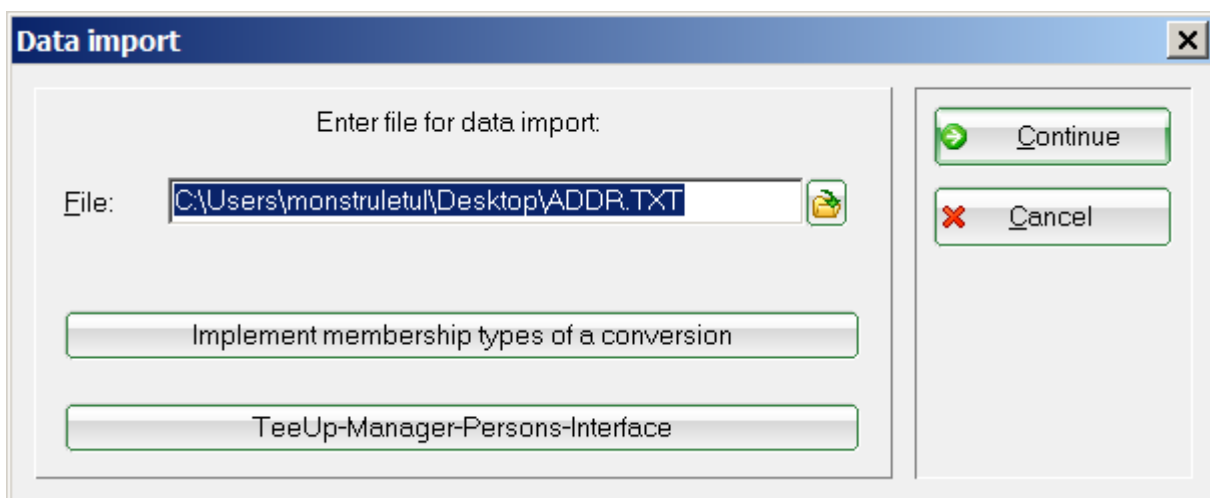 Data import
Enter file for data import:
File: C:\Users\monstruletul\Desktop\ADDR.TXT
Implement membership types of a conversion
TeeUp-Manager-Persons-Interface
Continue
Cancel